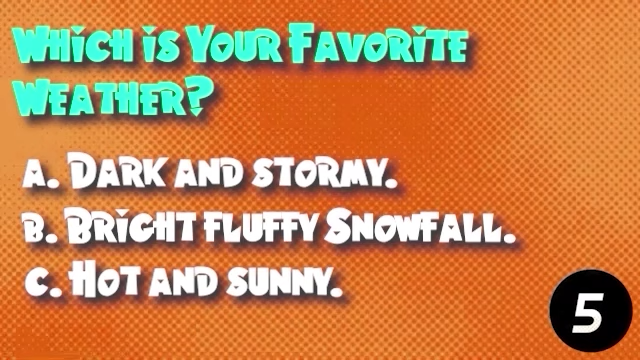 Which is Your Favorite
Weather?
A. Dark and stormy.
B. Bright fluffy Snowfall.
C. Hot and sunny.
5